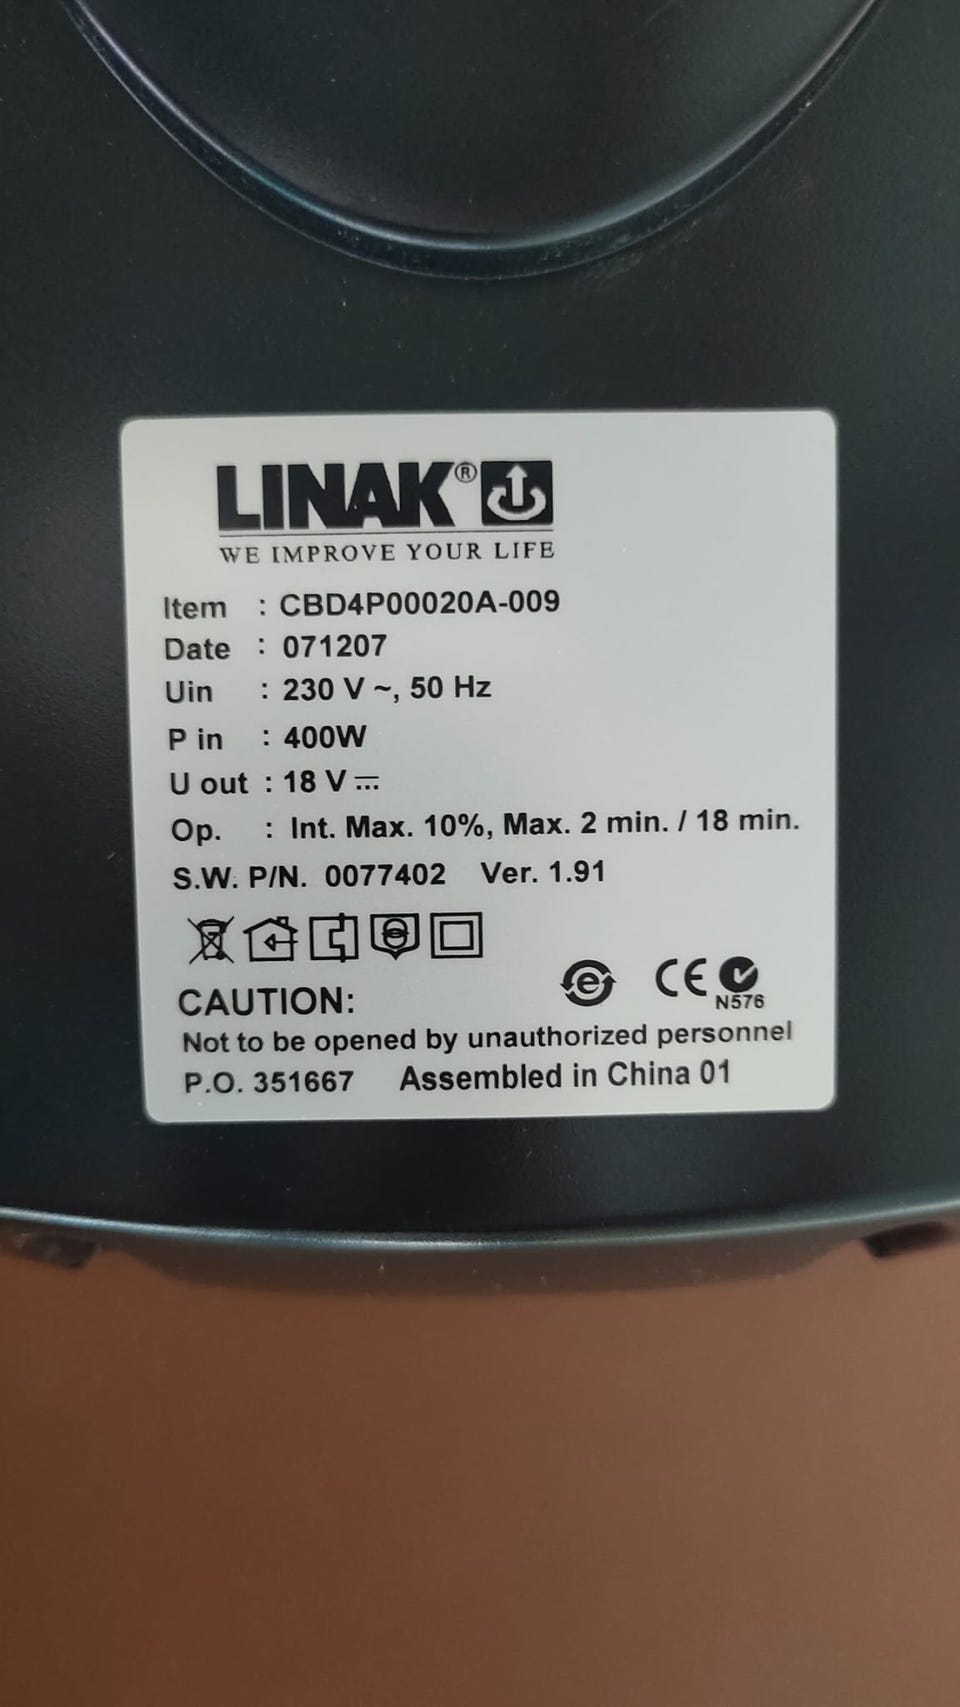 LINAK®
WE IMPROVE YOUR LIFE
Item : CBD4P00020A-009
Date : 071207
Uin : 230 V ~, 50 Hz
P in : 400W
U out : 18 V ⎓
Op. : Int. Max. 10%, Max. 2 min. / 18 min.
S.W. P/N. 0077402 Ver. 1.91
e CE N576
CAUTION:
Not to be opened by unauthorized personnel
P.O. 351667 Assembled in China 01